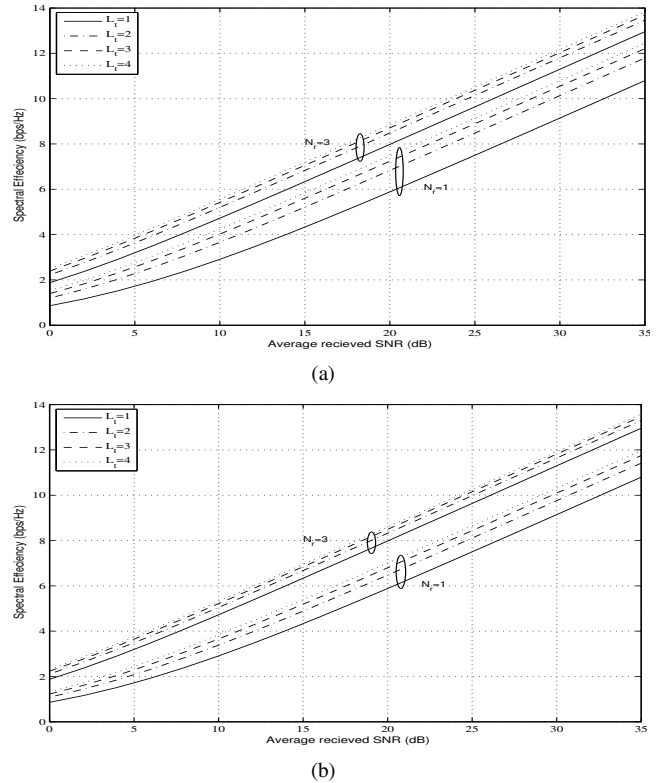 14
12
10
8
6
4
2
0
Spectral Effeciency (bps/Hz)
L_t=1
L_t=2
L_t=3
L_t=4
N_r=3
N_r=1
0 5 10 15 20 25 30 35
Average recieved SNR (dB)
(a)
14
12
10
8
6
4
2
0
Spectral Effeciency (bps/Hz)
L_t=1
L_t=2
L_t=3
L_t=4
N_r=3
N_r=1
0 5 10 15 20 25 30 35
Average recieved SNR (dB)
(b)